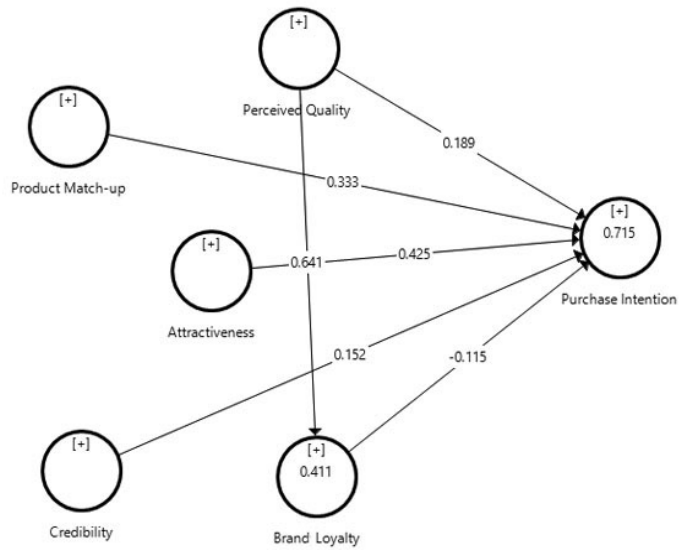 [+]
Perceived Quality
[+]
Product Match-up
0.189
0.333
[+]
0.715
Purchase Intention
[+]
Attractiveness
0.641
0.425
0.152
-0.115
[+]
Credibility
[+]
0.411
Brand Loyalty